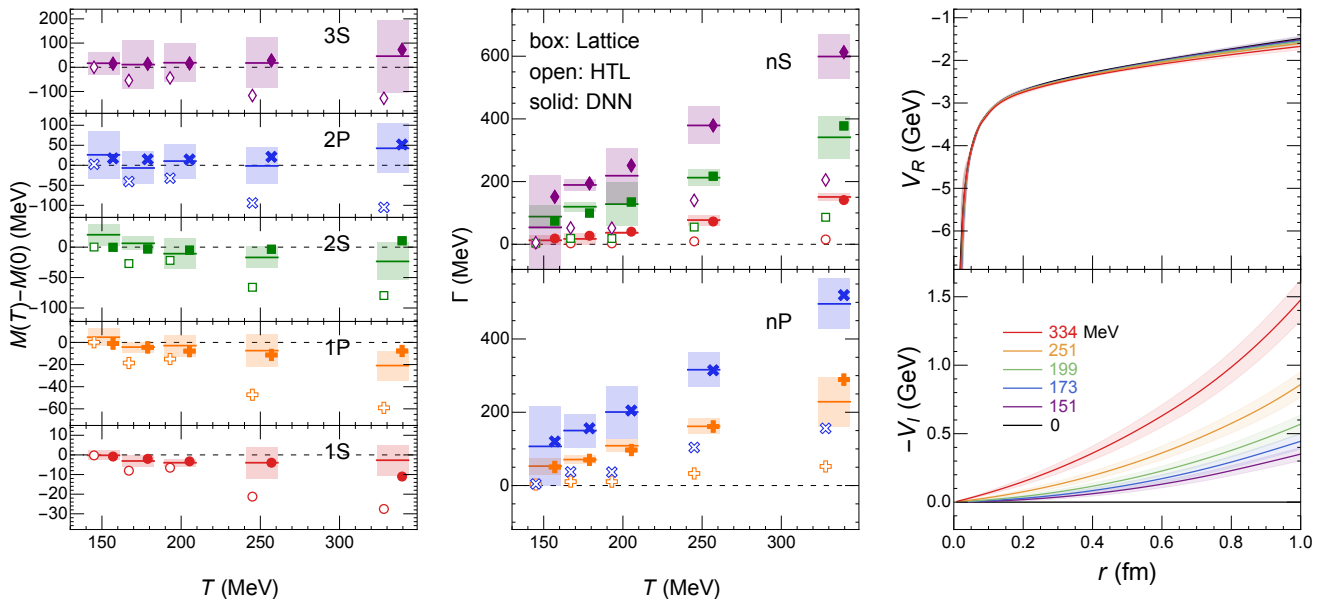 M(T)−M(0) (MeV)
100
0
−100
3S
100
50
0
−50
−100
2P
0
−50
−100
2S
0
−20
−40
−60
1P
10
0
−10
−20
−30
1S
150 200 250 300
T (MeV)
Γ (MeV)
600
400
200
0
box: Lattice
open: HTL
solid: DNN
nS
400
200
0
nP
150 200 250 300
T (MeV)
V_R (GeV)
−1
−2
−3
−4
−5
−6
−V_I (GeV)
1.5
1.0
0.5
0.0
334 MeV
251
199
173
151
0
0.0 0.2 0.4 0.6 0.8 1.0
r (fm)